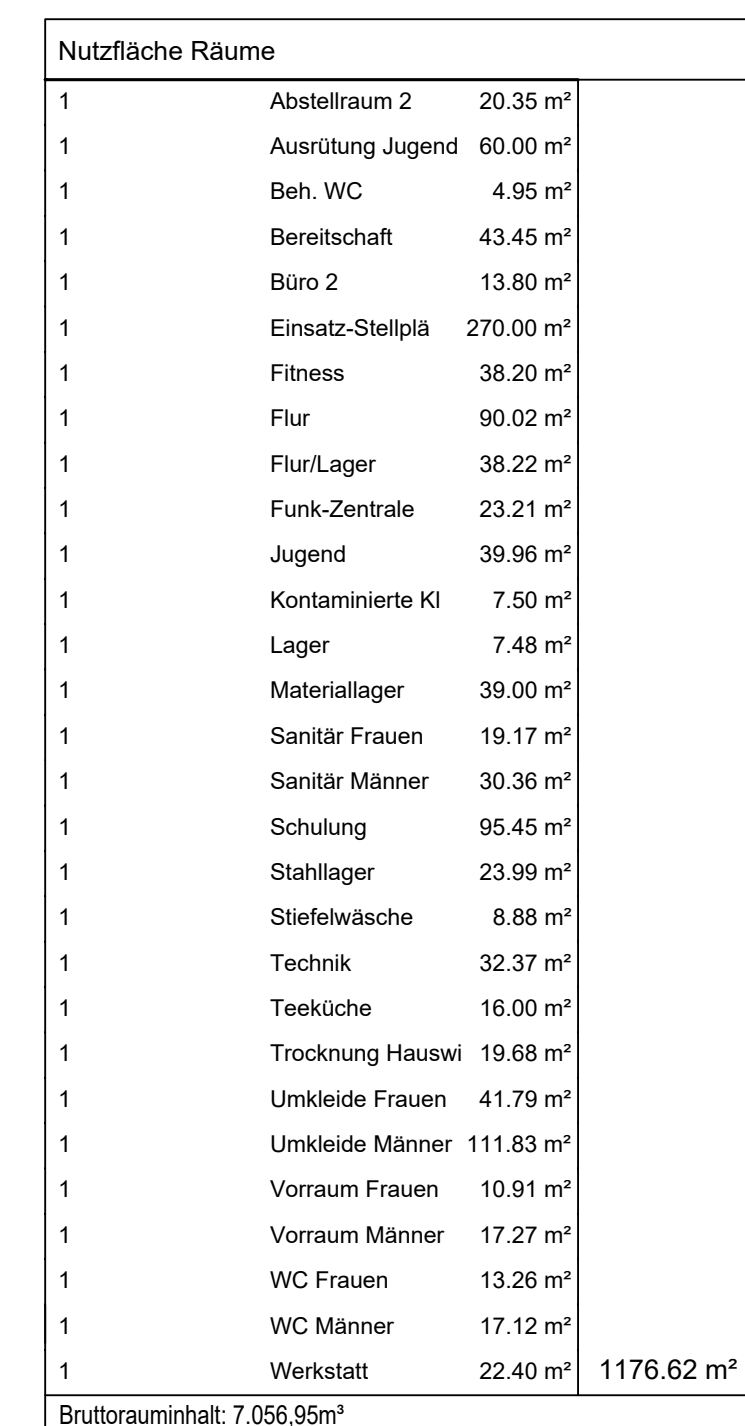 Nutzfläche Räume
1 Abstellraum 2 20.35 m²
1 Ausrütung Jugend 60.00 m²
1 Beh. WC 4.95 m²
1 Bereitschaft 43.45 m²
1 Büro 2 13.80 m²
1 Einsatz-Stellplä 270.00 m²
1 Fitness 38.20 m²
1 Flur 90.02 m²
1 Flur/Lager 38.22 m²
1 Funk-Zentrale 23.21 m²
1 Jugend 39.96 m²
1 Kontaminierte Kl 7.50 m²
1 Lager 7.48 m²
1 Materiallager 39.00 m²
1 Sanitär Frauen 19.17 m²
1 Sanitär Männer 30.36 m²
1 Schulung 95.45 m²
1 Stahllager 23.99 m²
1 Stiefelwäsche 8.88 m²
1 Technik 32.37 m²
1 Teeküche 16.00 m²
1 Trocknung Hauswi 19.68 m²
1 Umkleide Frauen 41.79 m²
1 Umkleide Männer 111.83 m²
1 Vorraum Frauen 10.91 m²
1 Vorraum Männer 17.27 m²
1 WC Frauen 13.26 m²
1 WC Männer 17.12 m²
1 Werkstatt 22.40 m² 1176.62 m²
Bruttorauminhalt: 7.056,95m³